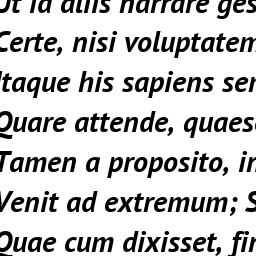 Ut id aliis narrare ges
Certe, nisi voluptatem
Itaque his sapiens sem
Quare attende, quaeso
Tamen a proposito, in
Venit ad extremum; S
Quae cum dixisset, fin